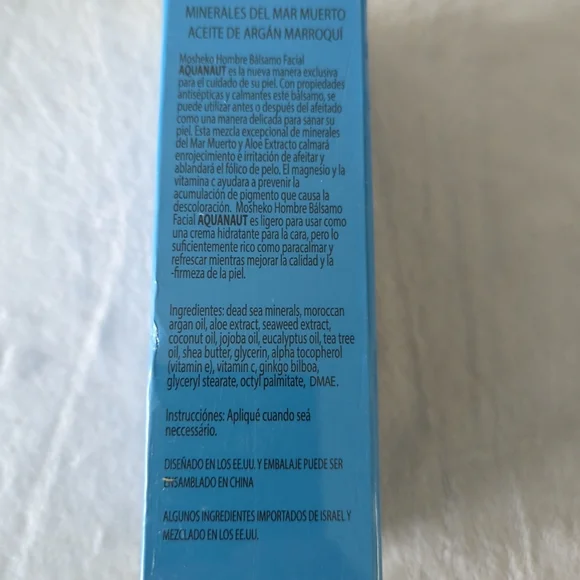 MINERALES DEL MAR MUERTO
ACEITE DE ARGÁN MARROQUÍ
Mosheko Hombre Bálsamo Facial
AQUANAUT es la nueva manera exclusiva
para el cuidado de su piel. Con propiedades
antisépticas y calmantes este bálsamo, se
puede utilizar antes o después del afeitado
como una manera delicada para sanar su
piel. Esta mezcla excepcional de minerales
del Mar Muerto y Aloe Extracto calmará
enrojecimiento e irritación de afeitar y
ablandará el fólico de pelo. El magnesio y la
vitamina c ayudara a prevenir la
acumulación de pigmento que causa la
descoloración. Mosheko Hombre Bálsamo
Facial AQUANAUT es ligero para usar como
una crema hidratante para la cara, pero lo
suficientemente rico como paracalmar y
refrescar mientras mejorar la calidad y la
-firmeza de la piel.
Ingredientes: dead sea minerals, moroccan
argan oil, aloe extract, seaweed extract,
coconut oil, jojoba oil, eucalyptus oil, tea tree
oil, shea butter, glycerin, alpha tocopherol
(vitamin e), vitamin c, ginkgo bilboa,
glyceryl stearate, octyl palmitate, DMAE.
Instrucciónes: Apliqué cuando seá
neccessário.
DISEÑADO EN LOS EE.UU. Y EMBALAJE PUEDE SER
ENSAMBLADO EN CHINA
ALGUNOS INGREDIENTES IMPORTADOS DE ISRAEL Y
MEZCLADO EN LOS EE.UU.